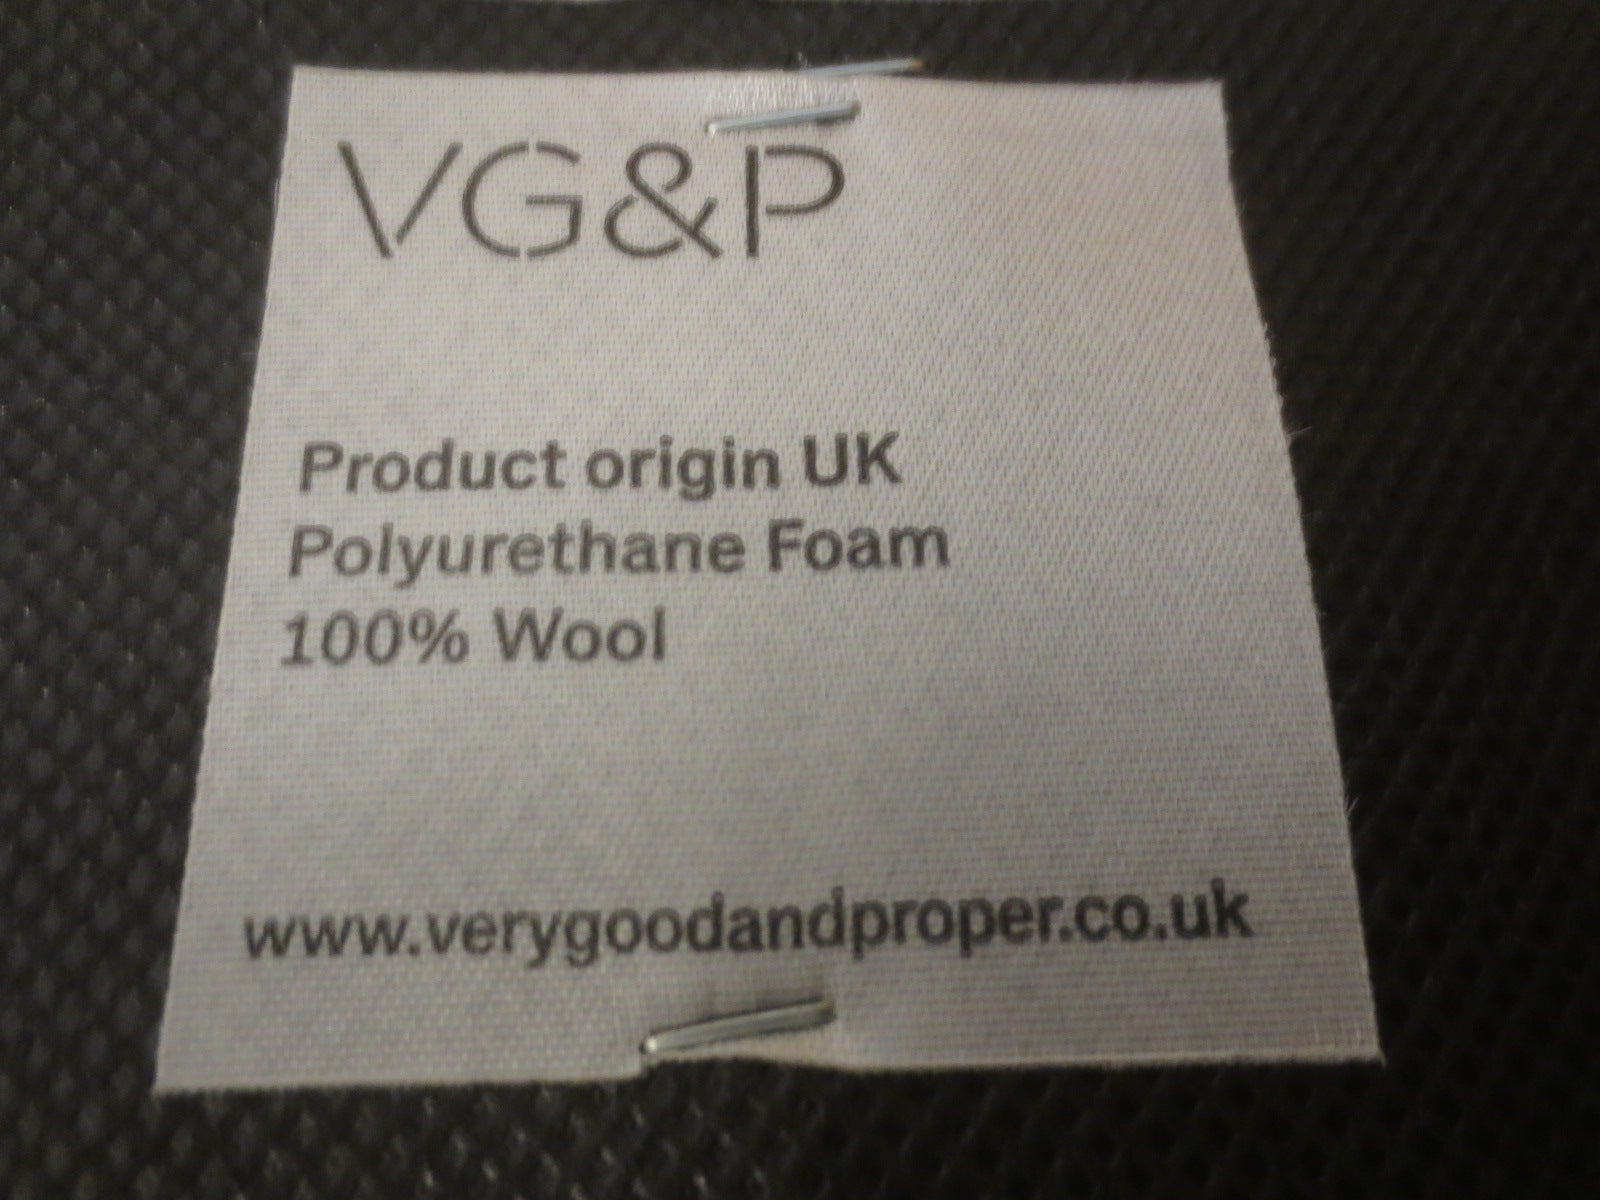 VG&P
Product origin UK
Polyurethane Foam
100% Wool
www.verygoodandproper.co.uk